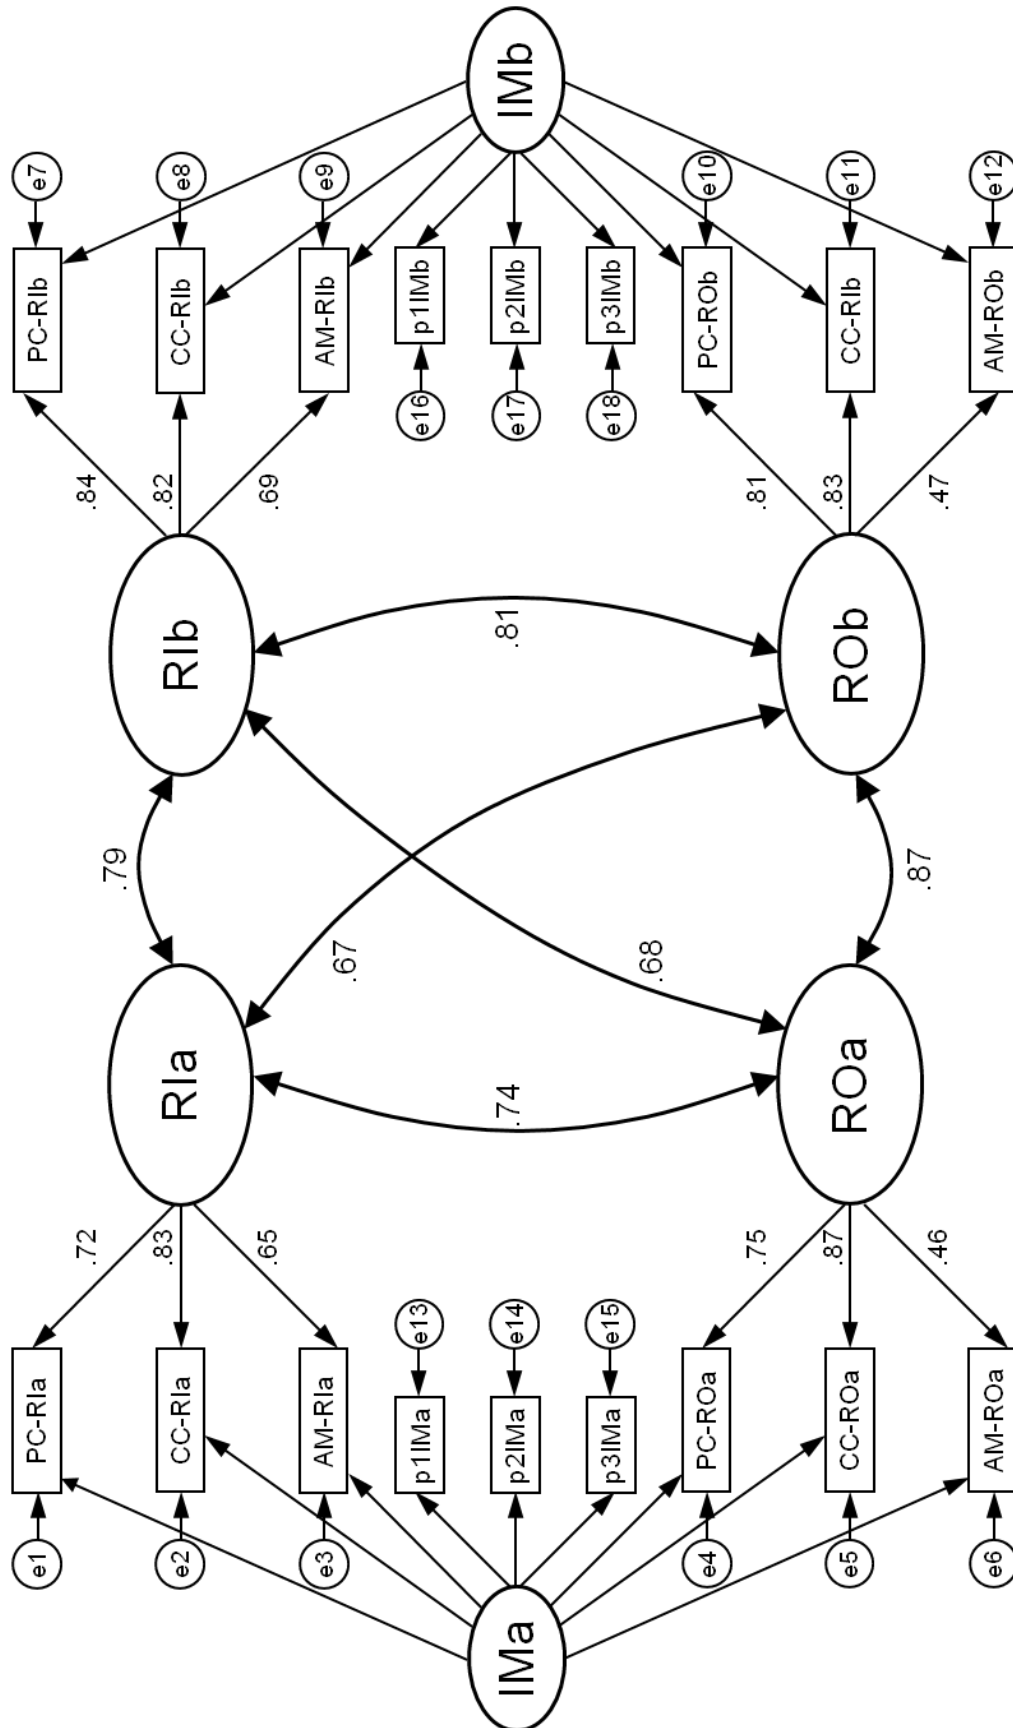 IMb
e7
e8
e9
e10
e11
e12
PC-RIb
CC-RIb
AM-RIb
p1IMb
p2IMb
p3IMb
PC-ROb
CC-RIb
AM-ROb
e16
e17
e18
.84
.82
.69
.81
.83
.47
RIb
ROb
.81
.79
.87
.67
.68
RIa
ROa
.74
.72
.83
.65
.75
.87
.46
e13
e14
e15
PC-RIa
CC-RIa
AM-RIa
p1IMa
p2IMa
p3IMa
PC-ROa
CC-ROa
AM-ROa
e1
e2
e3
e4
e5
e6
IMa